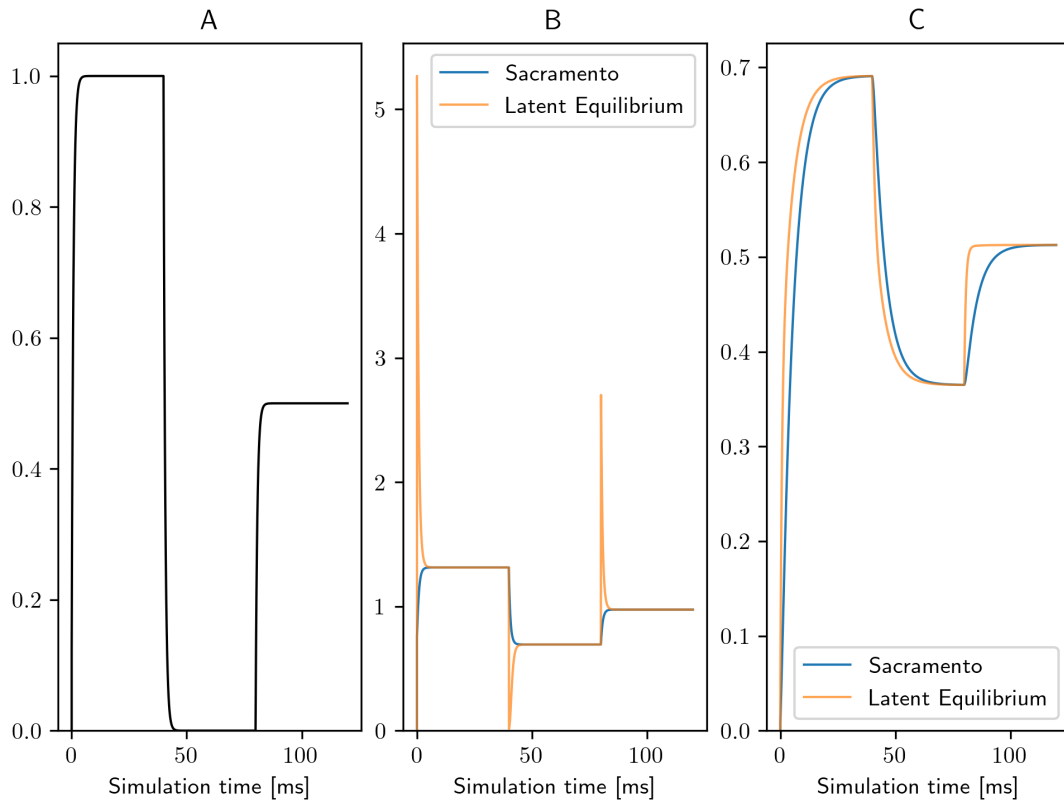 A
1.0
0.8
0.6
0.4
0.2
0.0
0
50
100
Simulation time [ms]
B
Sacramento
Latent Equilibrium
5
4
3
2
1
0
0
50
100
Simulation time [ms]
C
0.7
0.6
0.5
0.4
0.3
0.2
0.1
0.0
Sacramento
Latent Equilibrium
0
50
100
Simulation time [ms]